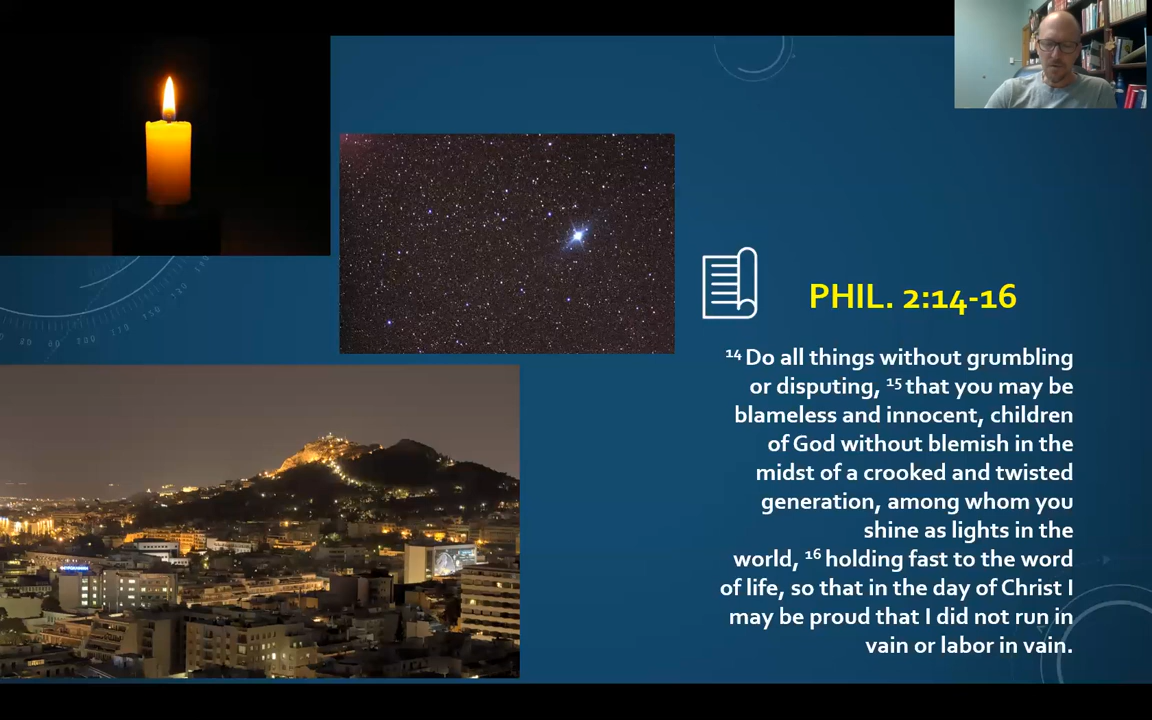 PHIL. 2:14-16
¹⁴ Do all things without grumbling
or disputing, ¹⁵ that you may be
blameless and innocent, children
of God without blemish in the
midst of a crooked and twisted
generation, among whom you
shine as lights in the
world, ¹⁶ holding fast to the word
of life, so that in the day of Christ I
may be proud that I did not run in
vain or labor in vain.